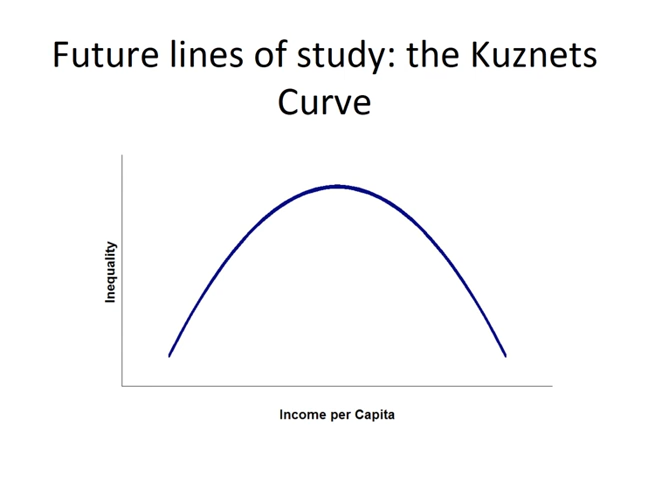 Future lines of study: the Kuznets
Curve
Inequality
Income per Capita